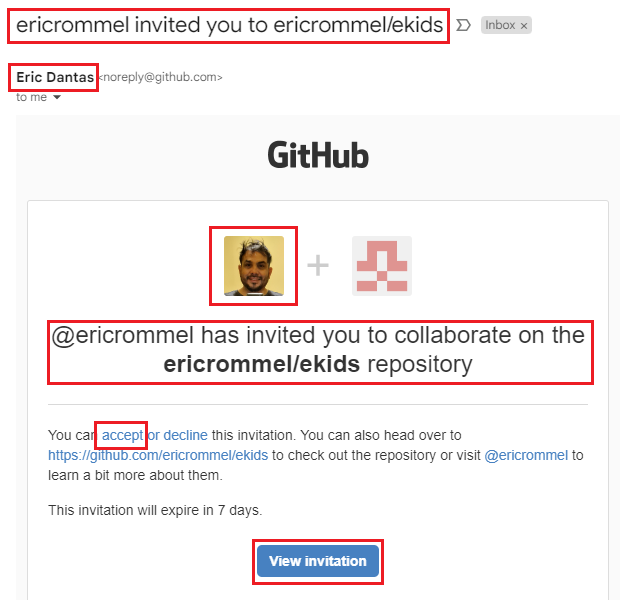 ericrommel invited you to ericrommel/ekids Inbox ×
Eric Dantas <noreply@github.com>
to me
GitHub
+
@ericrommel has invited you to collaborate on the
ericrommel/ekids repository
You can accept or decline this invitation. You can also head over to
https://github.com/ericrommel/ekids to check out the repository or visit @ericrommel to
learn a bit more about them.
This invitation will expire in 7 days.
View invitation